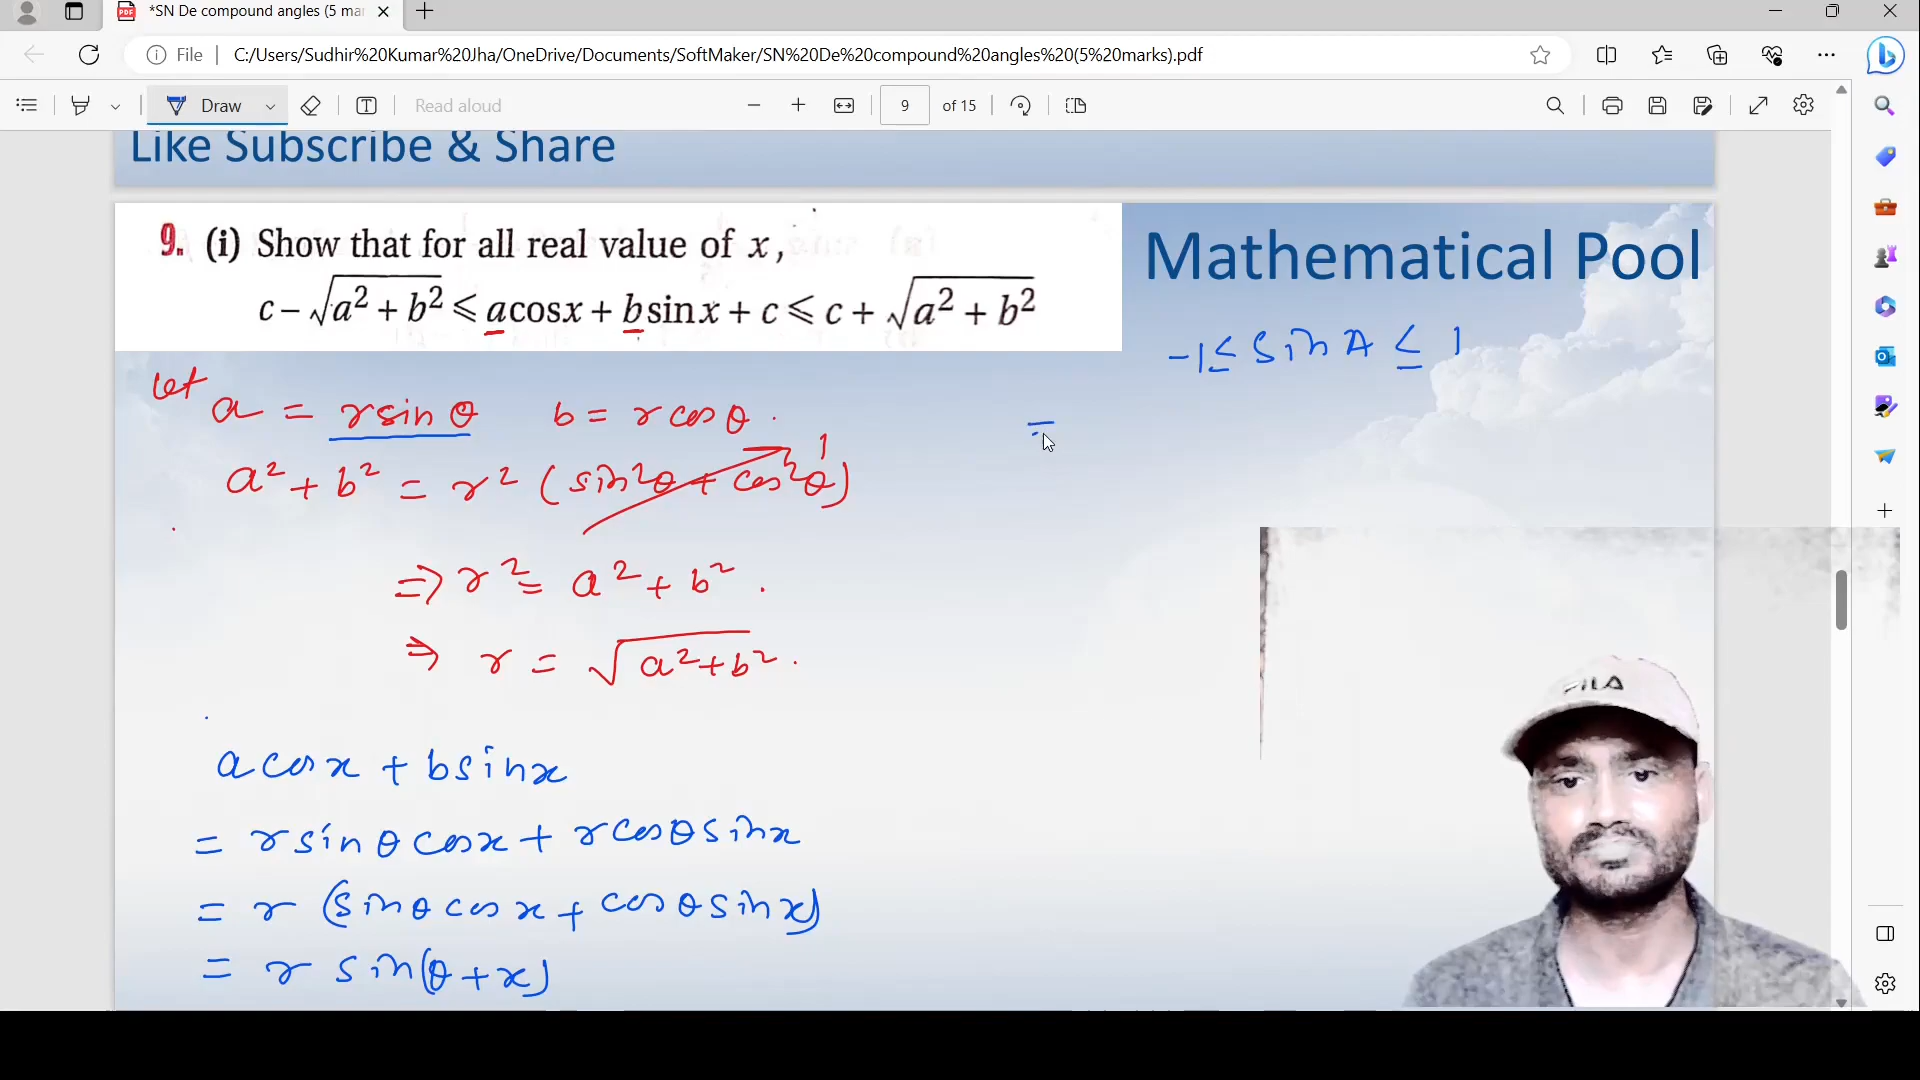 *SN De compound angles (5 mar
File
C:/Users/Sudhir%20Kumar%20Jha/OneDrive/Documents/SoftMaker/SN%20De%20compound%20angles%20(5%20marks).pdf
Draw
Read aloud
9 of 15
Like Subscribe & Share
9. (i) Show that for all real value of x,
c − √(a² + b²) ⩽ acosx + bsinx + c ⩽ c + √(a² + b²)
Mathematical Pool
-1 ≤ sin A ≤ 1
Let a = r sin θ b = r cos θ.
a² + b² = r² (sin²θ + cos²θ) 1
=> r² = a² + b².
=> r = √(a²+b²).
a cos x + b sin x
= r sin θ cos x + r cos θ sin x
= r (sin θ cos x + cos θ sin x)
= r sin(θ + x)
=
FILA